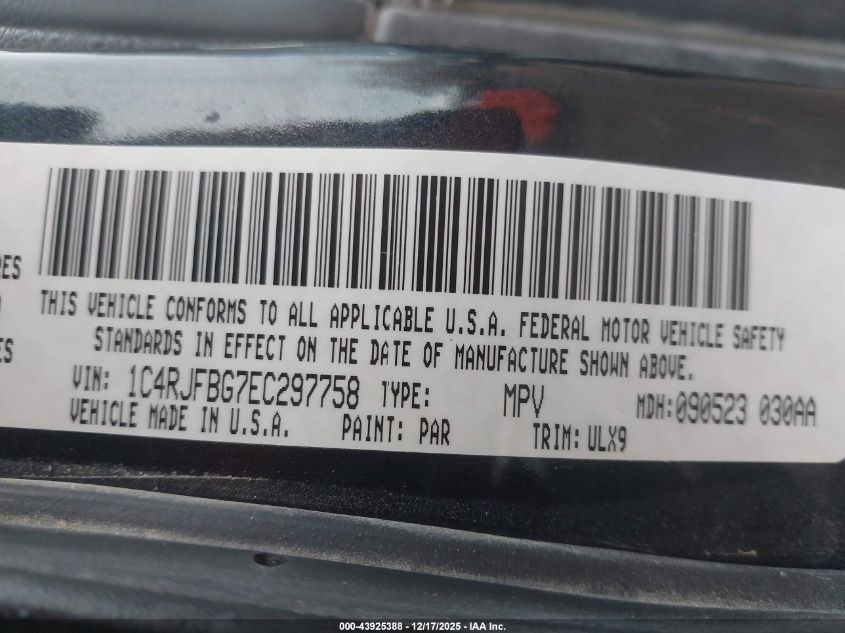 RES
THIS VEHICLE CONFORMS TO ALL APPLICABLE U.S.A. FEDERAL MOTOR VEHICLE SAFETY
ES
STANDARDS IN EFFECT ON THE DATE OF MANUFACTURE SHOWN ABOVE.
VIN: 1C4RJFBG7EC297758 TYPE: MPV MDH:090523 030AA
VEHICLE MADE IN U.S.A. PAINT: PAR TRIM: ULX9
000-43925388 - 12/17/2025 - IAA Inc.